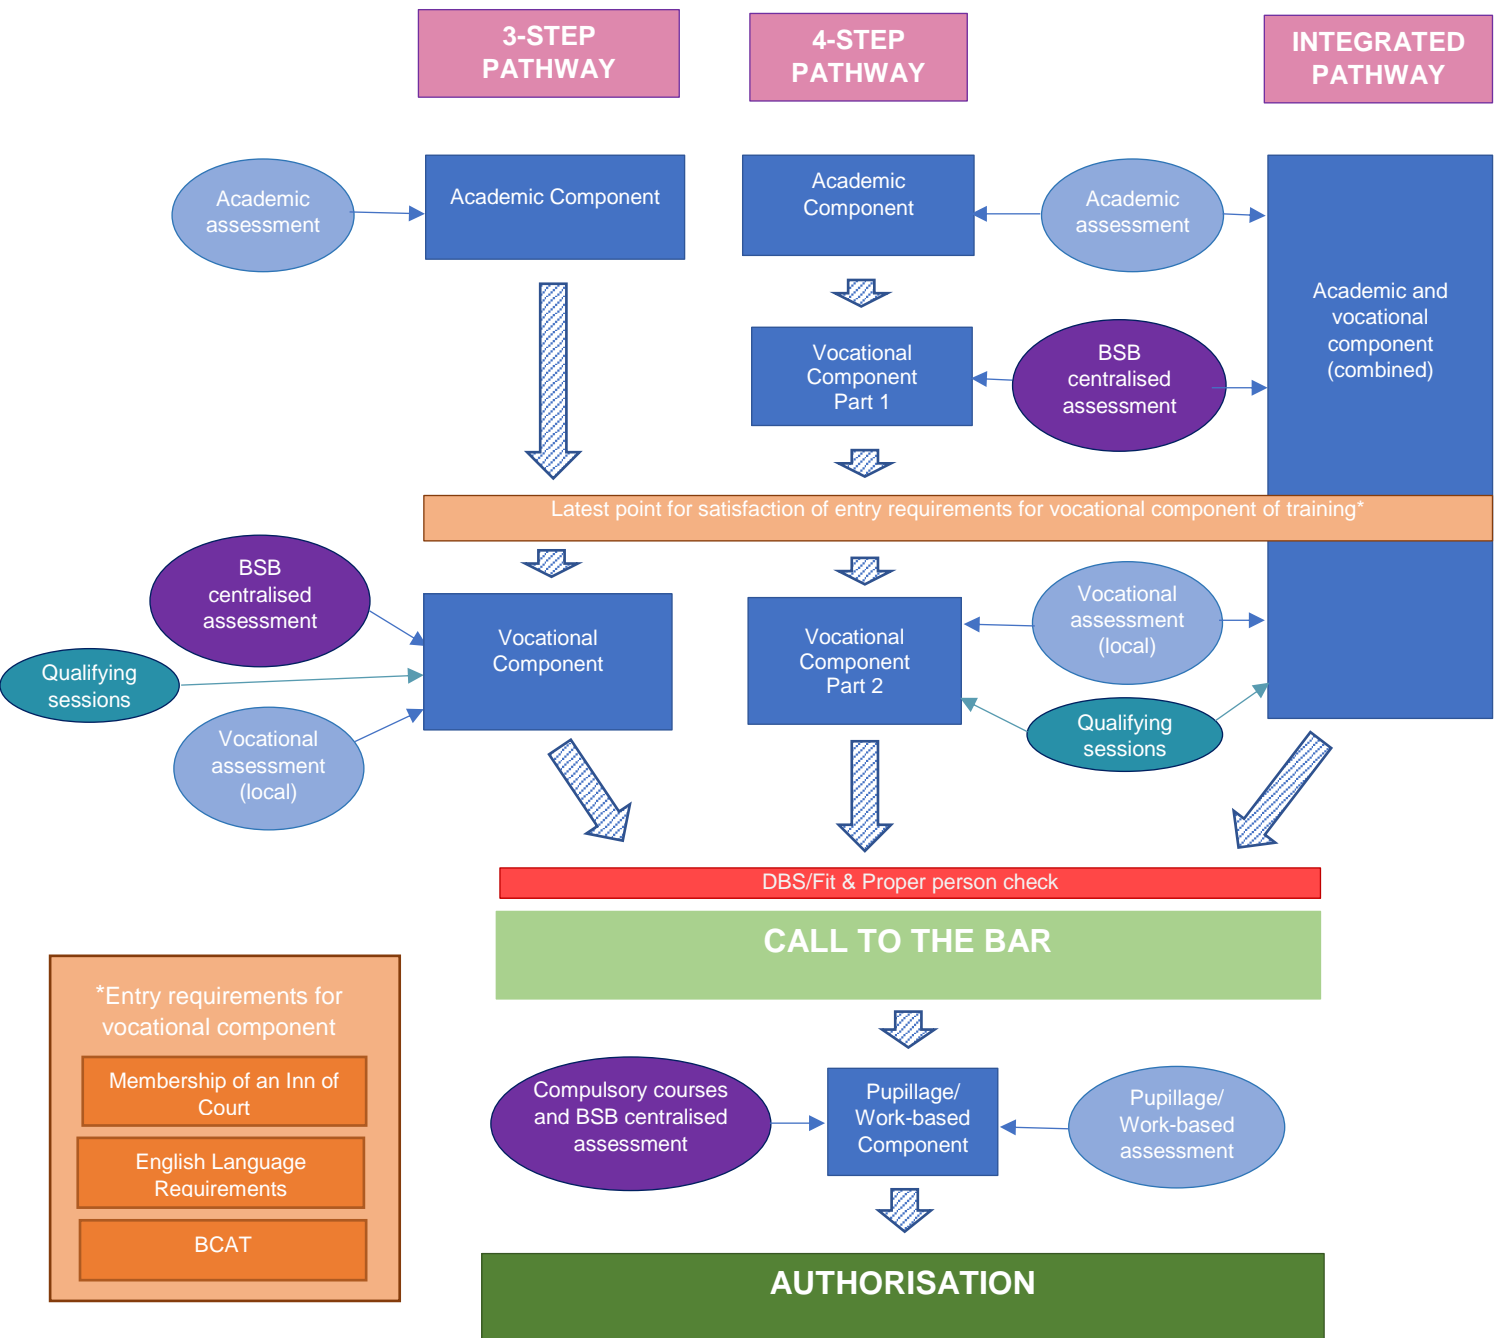 3-STEP
PATHWAY
4-STEP
PATHWAY
INTEGRATED
PATHWAY
Academic
assessment
Academic Component
Academic
Component
Academic
assessment
Academic and
vocational
component
(combined)
Vocational
Component
Part 1
BSB
centralised
assessment
Latest point for satisfaction of entry requirements for vocational component of training*
BSB
centralised
assessment
Qualifying
sessions
Vocational
assessment
(local)
Vocational
Component
Vocational
Component
Part 2
Vocational
assessment
(local)
Qualifying
sessions
DBS/Fit & Proper person check
CALL TO THE BAR
*Entry requirements for
vocational component
Membership of an Inn of
Court
English Language
Requirements
BCAT
Compulsory courses
and BSB centralised
assessment
Pupillage/
Work-based
Component
Pupillage/
Work-based
assessment
AUTHORISATION